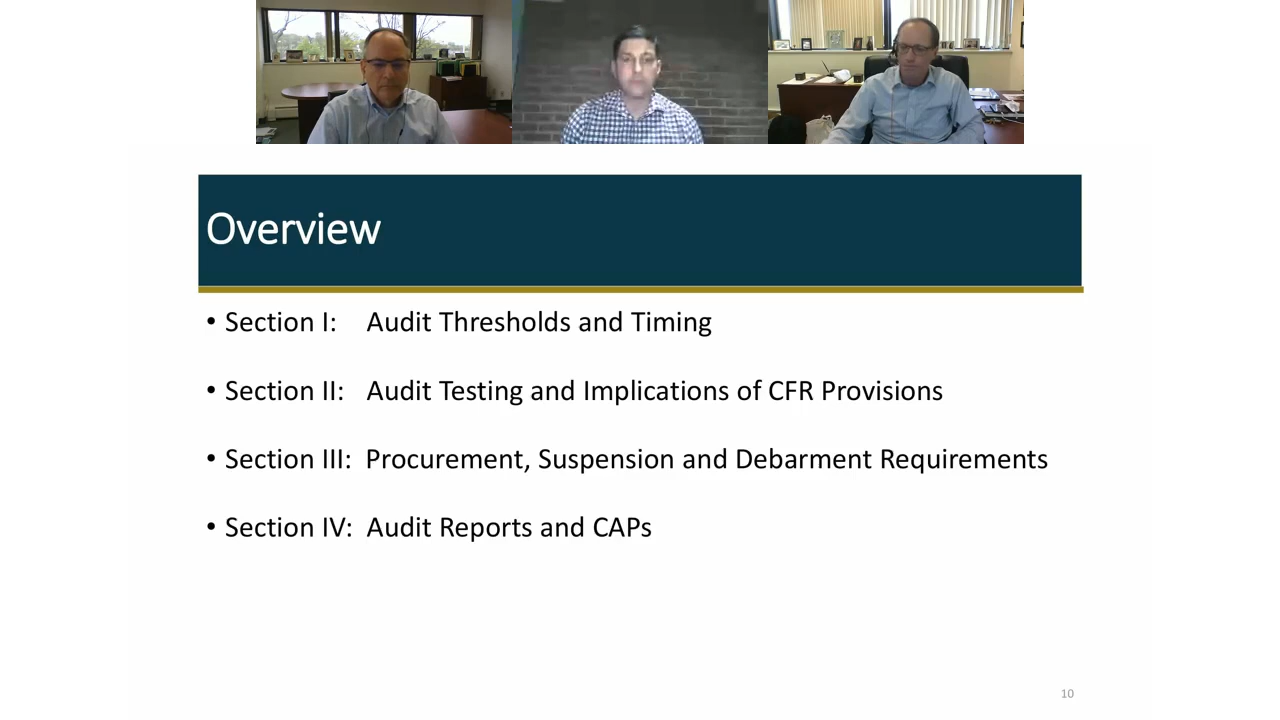 Overview
• Section I: Audit Thresholds and Timing
• Section II: Audit Testing and Implications of CFR Provisions
• Section III: Procurement, Suspension and Debarment Requirements
• Section IV: Audit Reports and CAPs
10